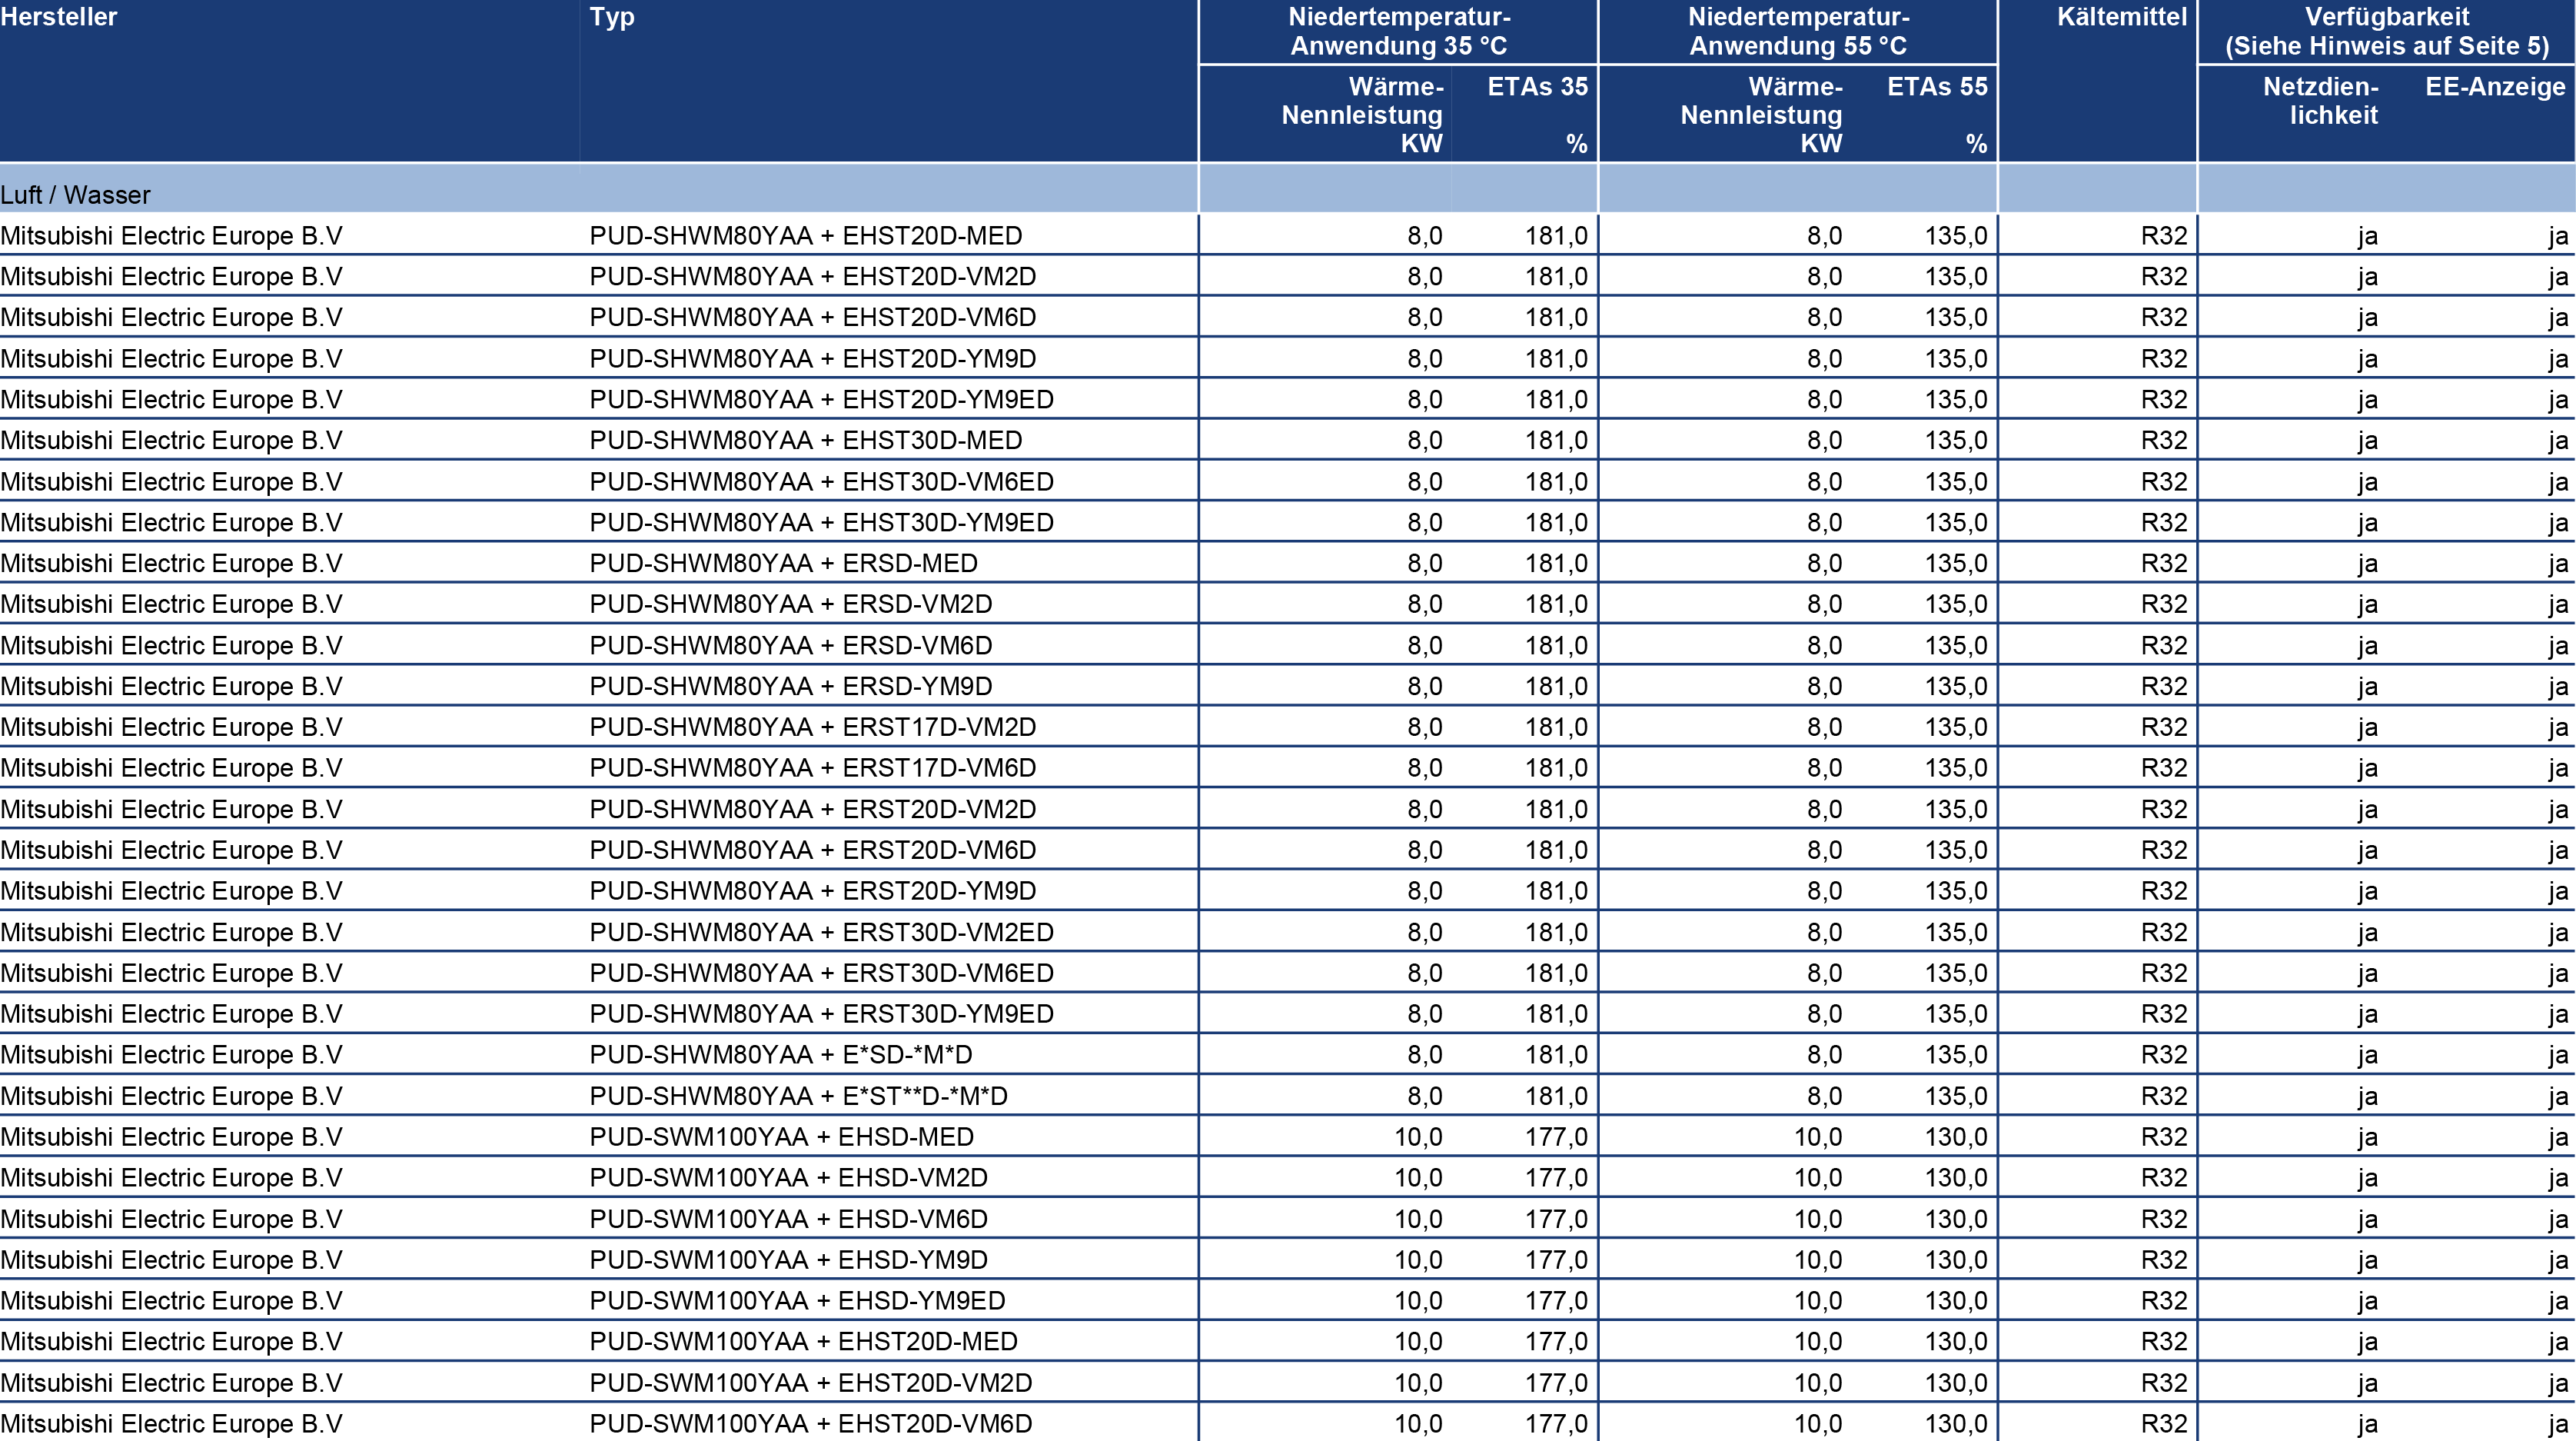 Hersteller Typ Niedertemperatur- Niedertemperatur- Kältemittel Verfügbarkeit
Anwendung 35 °C Anwendung 55 °C (Siehe Hinweis auf Seite 5)
Wärme- ETAs 35 Wärme- ETAs 55 Netzdien- EE-Anzeige
Nennleistung Nennleistung lichkeit
KW % KW %
Luft / Wasser
Mitsubishi Electric Europe B.V PUD-SHWM80YAA + EHST20D-MED 8,0 181,0 8,0 135,0 R32 ja ja
Mitsubishi Electric Europe B.V PUD-SHWM80YAA + EHST20D-VM2D 8,0 181,0 8,0 135,0 R32 ja ja
Mitsubishi Electric Europe B.V PUD-SHWM80YAA + EHST20D-VM6D 8,0 181,0 8,0 135,0 R32 ja ja
Mitsubishi Electric Europe B.V PUD-SHWM80YAA + EHST20D-YM9D 8,0 181,0 8,0 135,0 R32 ja ja
Mitsubishi Electric Europe B.V PUD-SHWM80YAA + EHST20D-YM9ED 8,0 181,0 8,0 135,0 R32 ja ja
Mitsubishi Electric Europe B.V PUD-SHWM80YAA + EHST30D-MED 8,0 181,0 8,0 135,0 R32 ja ja
Mitsubishi Electric Europe B.V PUD-SHWM80YAA + EHST30D-VM6ED 8,0 181,0 8,0 135,0 R32 ja ja
Mitsubishi Electric Europe B.V PUD-SHWM80YAA + EHST30D-YM9ED 8,0 181,0 8,0 135,0 R32 ja ja
Mitsubishi Electric Europe B.V PUD-SHWM80YAA + ERSD-MED 8,0 181,0 8,0 135,0 R32 ja ja
Mitsubishi Electric Europe B.V PUD-SHWM80YAA + ERSD-VM2D 8,0 181,0 8,0 135,0 R32 ja ja
Mitsubishi Electric Europe B.V PUD-SHWM80YAA + ERSD-VM6D 8,0 181,0 8,0 135,0 R32 ja ja
Mitsubishi Electric Europe B.V PUD-SHWM80YAA + ERSD-YM9D 8,0 181,0 8,0 135,0 R32 ja ja
Mitsubishi Electric Europe B.V PUD-SHWM80YAA + ERST17D-VM2D 8,0 181,0 8,0 135,0 R32 ja ja
Mitsubishi Electric Europe B.V PUD-SHWM80YAA + ERST17D-VM6D 8,0 181,0 8,0 135,0 R32 ja ja
Mitsubishi Electric Europe B.V PUD-SHWM80YAA + ERST20D-VM2D 8,0 181,0 8,0 135,0 R32 ja ja
Mitsubishi Electric Europe B.V PUD-SHWM80YAA + ERST20D-VM6D 8,0 181,0 8,0 135,0 R32 ja ja
Mitsubishi Electric Europe B.V PUD-SHWM80YAA + ERST20D-YM9D 8,0 181,0 8,0 135,0 R32 ja ja
Mitsubishi Electric Europe B.V PUD-SHWM80YAA + ERST30D-VM2ED 8,0 181,0 8,0 135,0 R32 ja ja
Mitsubishi Electric Europe B.V PUD-SHWM80YAA + ERST30D-VM6ED 8,0 181,0 8,0 135,0 R32 ja ja
Mitsubishi Electric Europe B.V PUD-SHWM80YAA + ERST30D-YM9ED 8,0 181,0 8,0 135,0 R32 ja ja
Mitsubishi Electric Europe B.V PUD-SHWM80YAA + E*SD-*M*D 8,0 181,0 8,0 135,0 R32 ja ja
Mitsubishi Electric Europe B.V PUD-SHWM80YAA + E*ST**D-*M*D 8,0 181,0 8,0 135,0 R32 ja ja
Mitsubishi Electric Europe B.V PUD-SWM100YAA + EHSD-MED 10,0 177,0 10,0 130,0 R32 ja ja
Mitsubishi Electric Europe B.V PUD-SWM100YAA + EHSD-VM2D 10,0 177,0 10,0 130,0 R32 ja ja
Mitsubishi Electric Europe B.V PUD-SWM100YAA + EHSD-VM6D 10,0 177,0 10,0 130,0 R32 ja ja
Mitsubishi Electric Europe B.V PUD-SWM100YAA + EHSD-YM9D 10,0 177,0 10,0 130,0 R32 ja ja
Mitsubishi Electric Europe B.V PUD-SWM100YAA + EHSD-YM9ED 10,0 177,0 10,0 130,0 R32 ja ja
Mitsubishi Electric Europe B.V PUD-SWM100YAA + EHST20D-MED 10,0 177,0 10,0 130,0 R32 ja ja
Mitsubishi Electric Europe B.V PUD-SWM100YAA + EHST20D-VM2D 10,0 177,0 10,0 130,0 R32 ja ja
Mitsubishi Electric Europe B.V PUD-SWM100YAA + EHST20D-VM6D 10,0 177,0 10,0 130,0 R32 ja ja